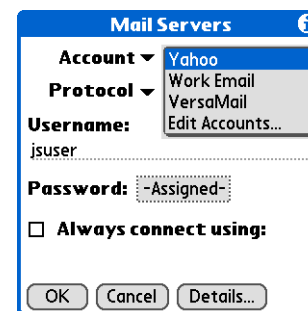 Mail Servers
Account Yahoo
Work Email
Protocol
VersaMail
Username: Edit Accounts...
jsuser
Password: -Assigned-
Always connect using:
OK Cancel Details...